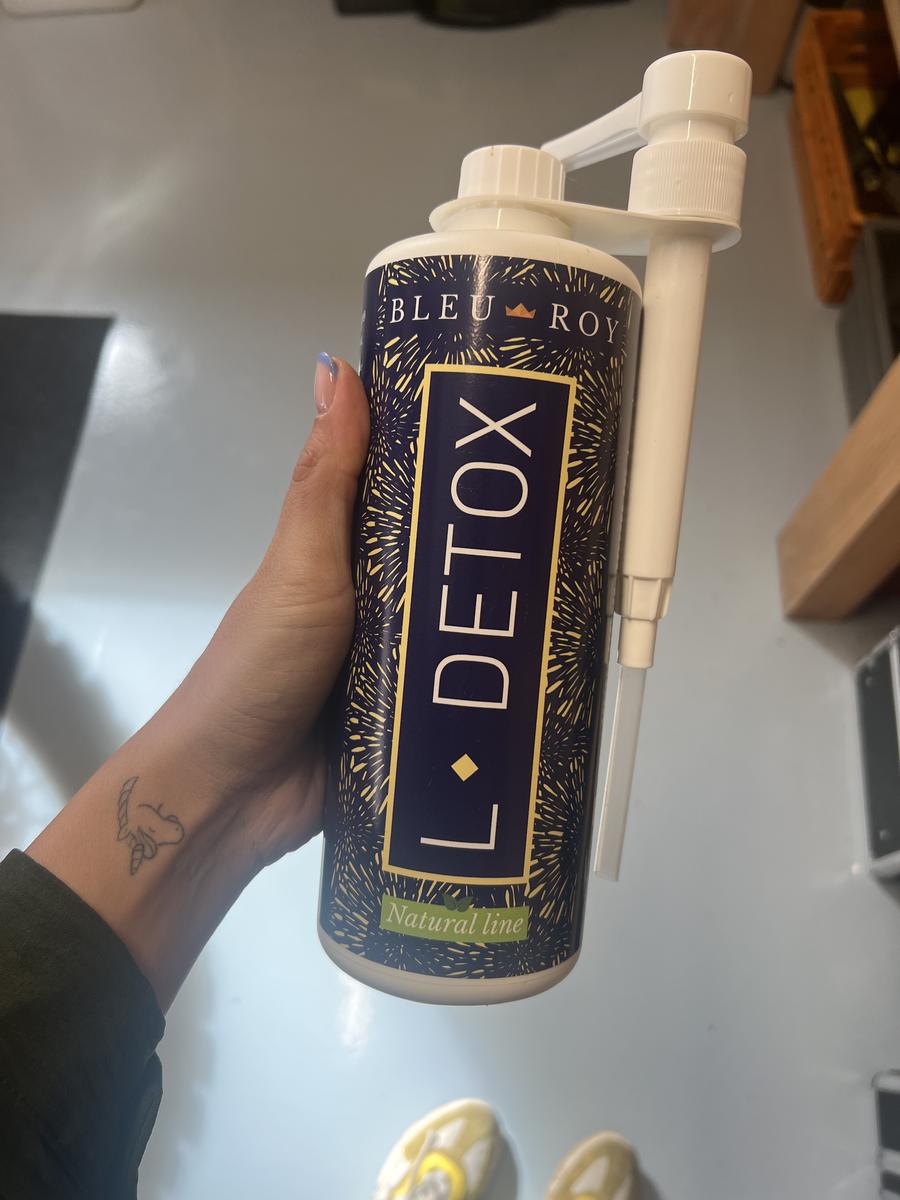 BLEU ROY
L ◆ DETOX
Natural line